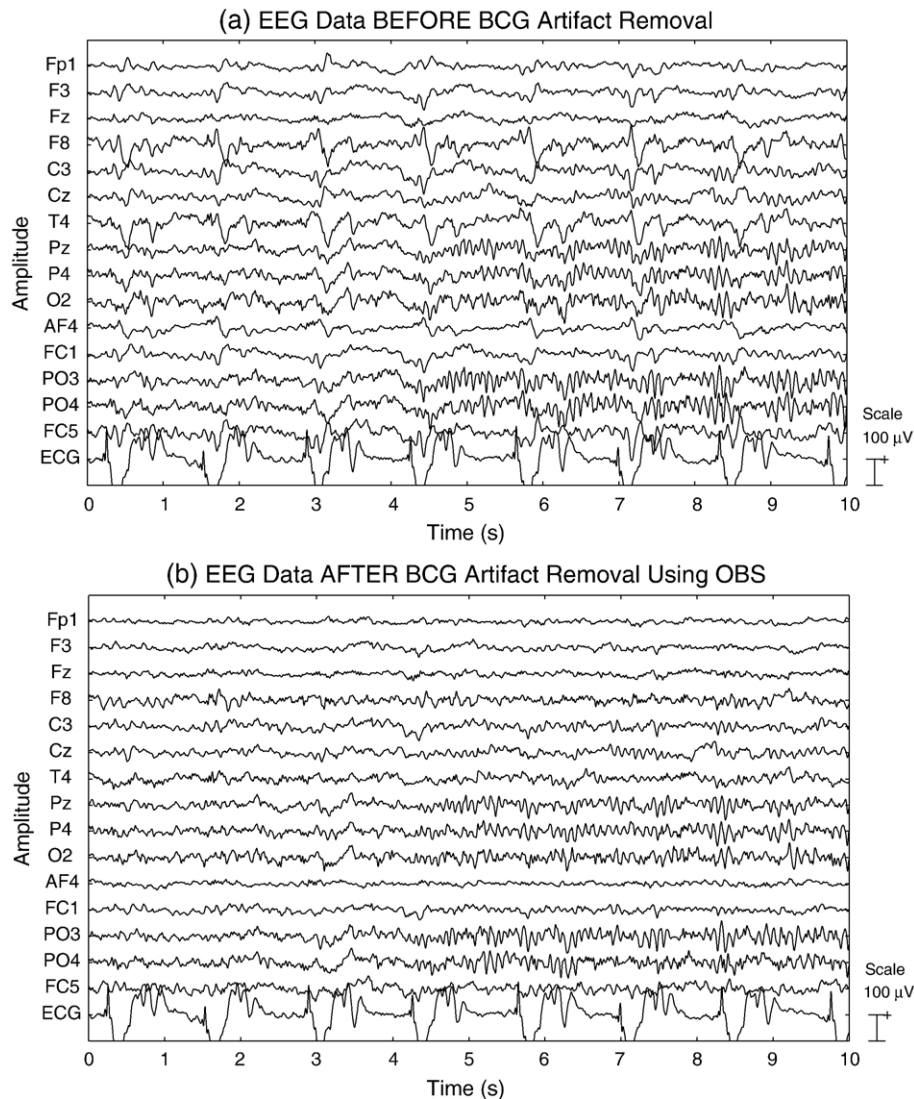 (a) EEG Data BEFORE BCG Artifact Removal
Amplitude
Fp1
F3
Fz
F8
C3
Cz
T4
Pz
P4
O2
AF4
FC1
PO3
PO4
FC5
ECG
Scale
100 μV
+
0 1 2 3 4 5 6 7 8 9 10
Time (s)
(b) EEG Data AFTER BCG Artifact Removal Using OBS
Amplitude
Fp1
F3
Fz
F8
C3
Cz
T4
Pz
P4
O2
AF4
FC1
PO3
PO4
FC5
ECG
Scale
100 μV
+
0 1 2 3 4 5 6 7 8 9 10
Time (s)